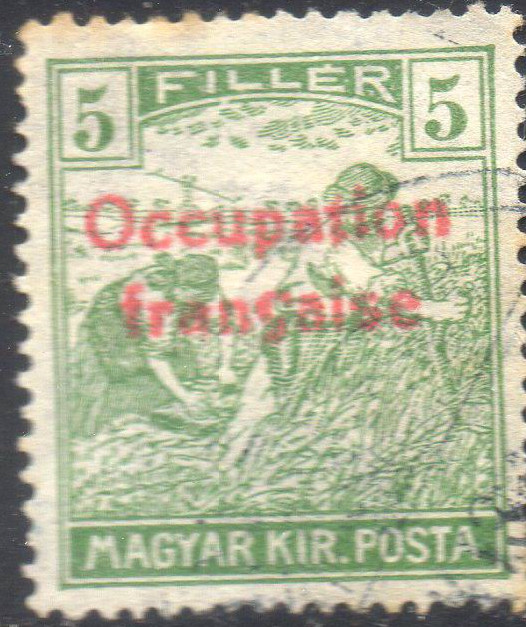 5 FILLÉR 5
Occupation
française
MAGYAR KIR. POSTA